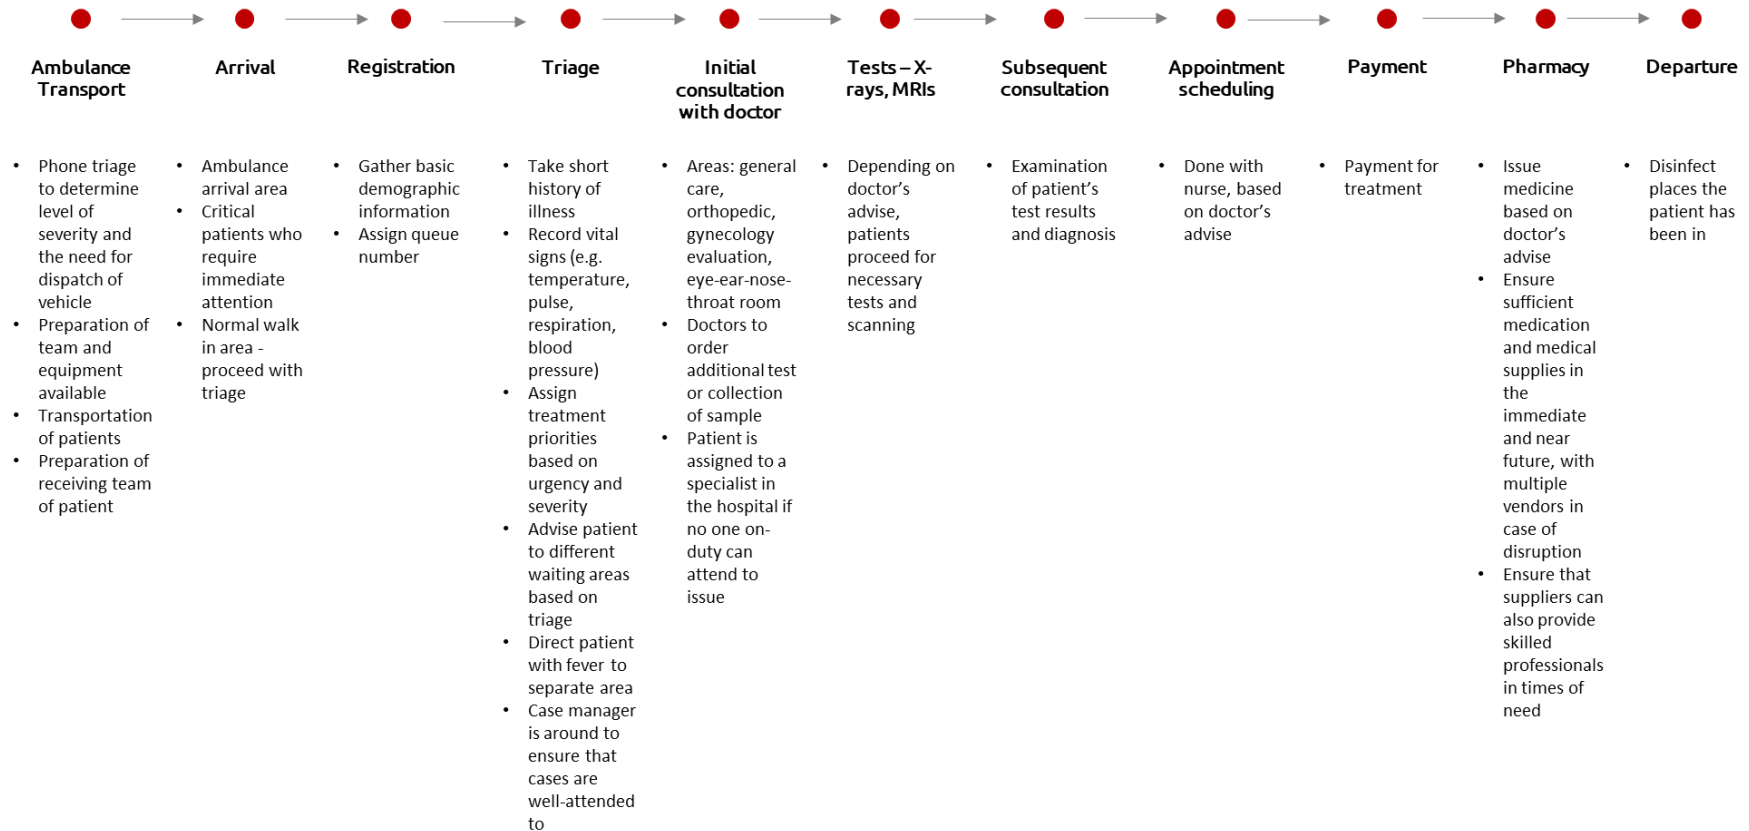 Ambulance
Transport
Arrival
Registration
Triage
Initial
consultation
with doctor
Tests – X-
rays, MRIs
Subsequent
consultation
Appointment
scheduling
Payment
Pharmacy
Departure
• Phone triage
to determine
level of
severity and
the need for
dispatch of
vehicle
• Preparation of
team and
equipment
available
• Transportation
of patients
• Preparation of
receiving team
of patient
• Ambulance
arrival area
• Critical
patients who
require
immediate
attention
• Normal walk
in area -
proceed with
triage
• Gather basic
demographic
information
• Assign queue
number
• Take short
history of
illness
• Record vital
signs (e.g.
temperature,
pulse,
respiration,
blood
pressure)
• Assign
treatment
priorities
based on
urgency and
severity
• Advise patient
to different
waiting areas
based on
triage
• Direct patient
with fever to
separate area
• Case manager
is around to
ensure that
cases are
well-attended
to
• Areas: general
care,
orthopedic,
gynecology
evaluation,
eye-ear-nose-
throat room
• Doctors to
order
additional test
or collection
of sample
• Patient is
assigned to a
specialist in
the hospital if
no one on-
duty can
attend to
issue
• Depending on
doctor’s
advise,
patients
proceed for
necessary
tests and
scanning
• Examination
of patient’s
test results
and diagnosis
• Done with
nurse, based
on doctor’s
advise
• Payment for
treatment
• Issue
medicine
based on
doctor’s
advise
• Ensure
sufficient
medication
and medical
supplies in
the
immediate
and near
future, with
multiple
vendors in
case of
disruption
• Ensure that
suppliers can
also provide
skilled
professionals
in times of
need
• Disinfect
places the
patient has
been in